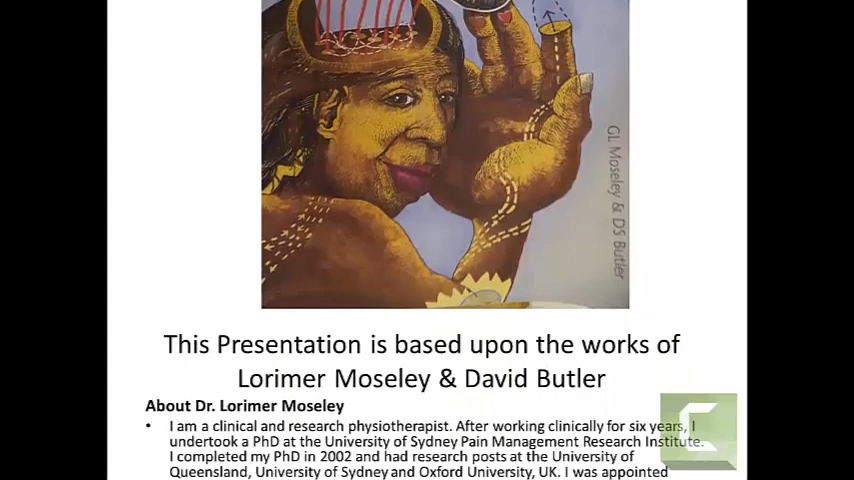 GL Moseley & DS Butler
This Presentation is based upon the works of
Lorimer Moseley & David Butler
About Dr. Lorimer Moseley
• I am a clinical and research physiotherapist. After working clinically for six years, I
undertook a PhD at the University of Sydney Pain Management Research Institute.
I completed my PhD in 2002 and had research posts at the University of
Queensland, University of Sydney and Oxford University, UK. I was appointed